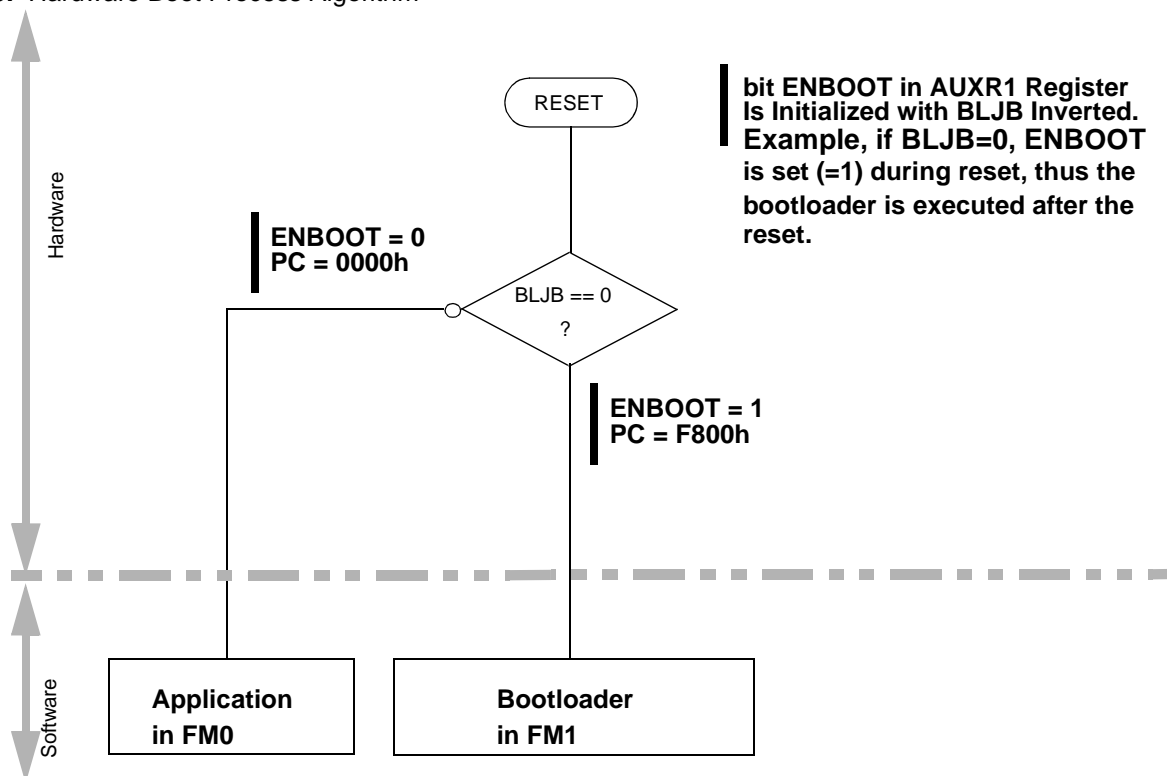 Hardware Boot Process Algorithm
RESET
bit ENBOOT in AUXR1 Register
Is Initialized with BLJB Inverted.
Example, if BLJB=0, ENBOOT
is set (=1) during reset, thus the
bootloader is executed after the
reset.
Hardware
ENBOOT = 0
PC = 0000h
BLJB == 0
?
ENBOOT = 1
PC = F800h
Software
Application
in FM0
Bootloader
in FM1